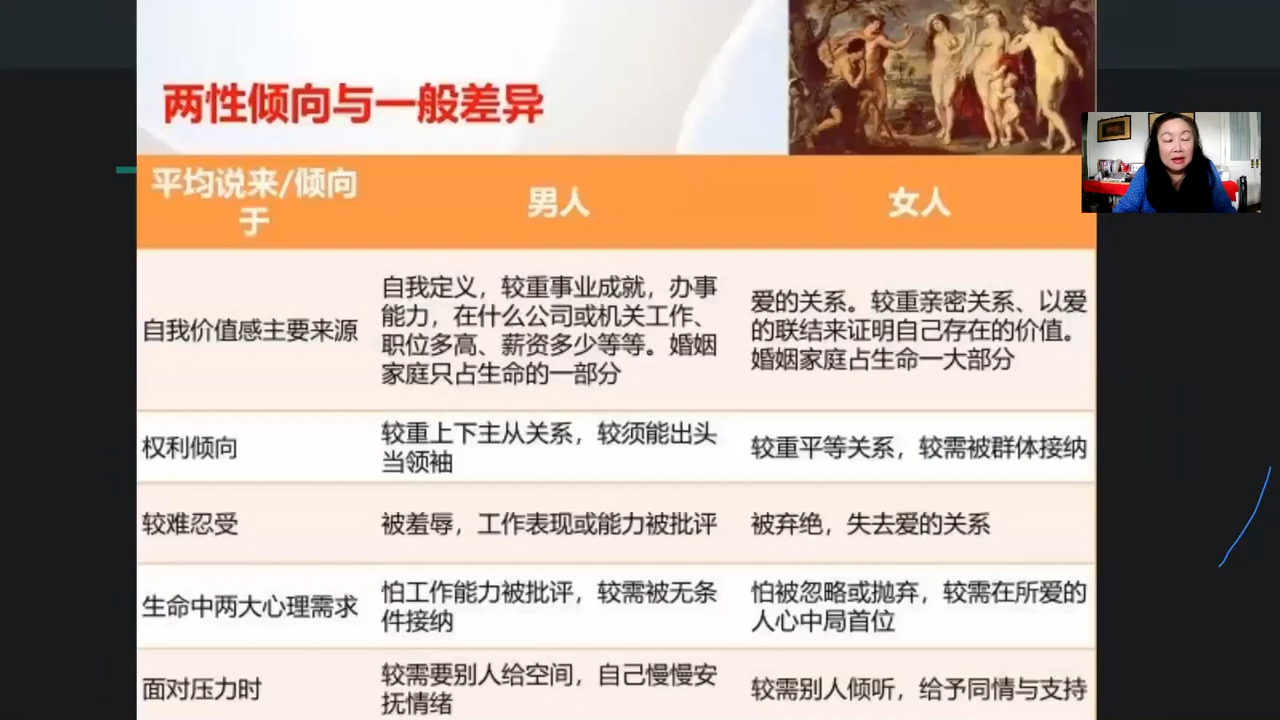 两性倾向与一般差异
平均说来/倾向
于
男人
女人
自我价值感主要来源
自我定义，较重事业成就，办事
能力，在什么公司或机关工作、
职位多高、薪资多少等等。婚姻
家庭只占生命的一部分
爱的关系。较重亲密关系、以爱
的联结来证明自己存在的价值。
婚姻家庭占生命一大部分
权利倾向
较重上下主从关系，较须能出头
当领袖
较重平等关系，较需被群体接纳
较难忍受
被羞辱，工作表现或能力被批评
被弃绝，失去爱的关系
生命中两大心理需求
怕工作能力被批评，较需被无条
件接纳
怕被忽略或抛弃，较需在所爱的
人心中局首位
面对压力时
较需要别人给空间，自己慢慢安
抚情绪
较需别人倾听，给予同情与支持